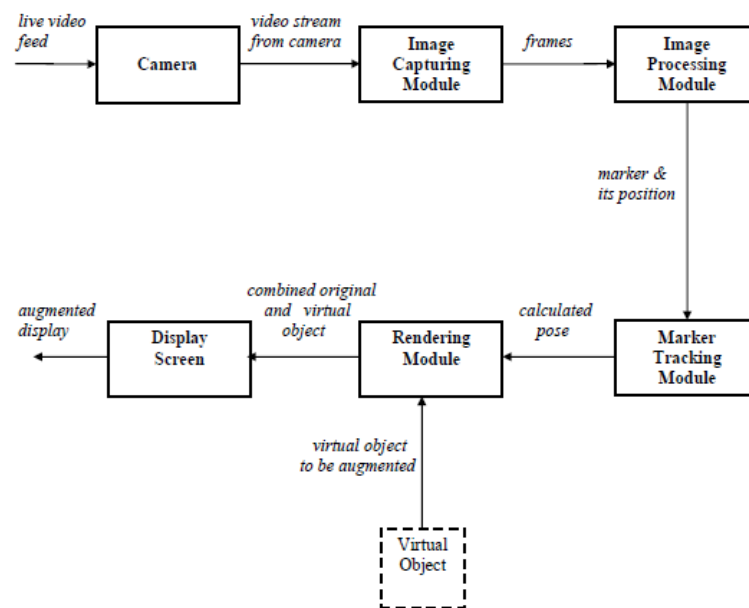 live video
feed
Camera
video stream
from camera
Image
Capturing
Module
frames
Image
Processing
Module
marker &
its position
Marker
Tracking
Module
calculated
pose
Rendering
Module
combined original
and virtual
object
Display
Screen
augmented
display
virtual object
to be augmented
Virtual
Object